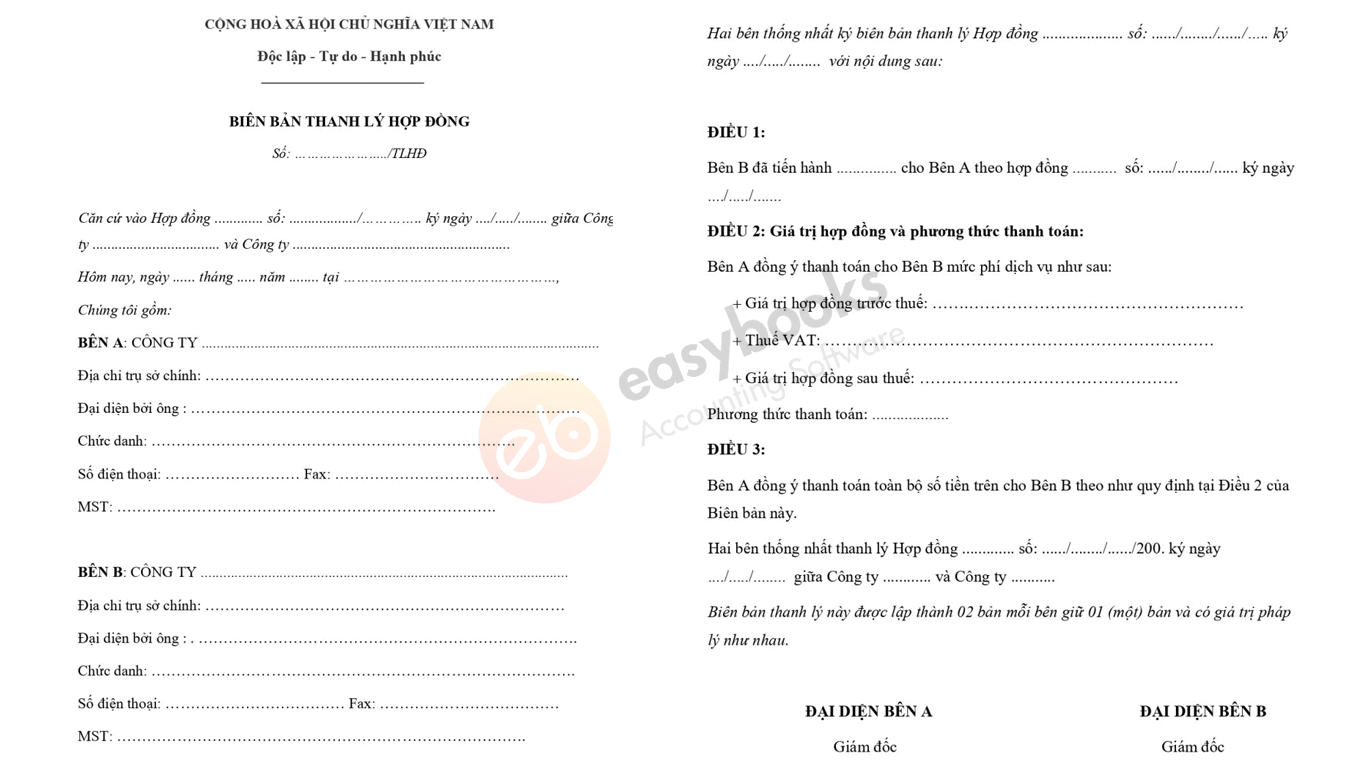 CỘNG HOÀ XÃ HỘI CHỦ NGHĨA VIỆT NAM
Độc lập - Tự do - Hạnh phúc
BIÊN BẢN THANH LÝ HỢP ĐỒNG
Số: …………………../TLHĐ
Căn cứ vào Hợp đồng ............. số: .................../………….. ký ngày ..../...../........ giữa Công
ty .................................. và Công ty ..........................................................
Hôm nay, ngày ...... tháng ..... năm ........ tại …………………………………………,
Chúng tôi gồm:
BÊN A: CÔNG TY ..........................................................................................................
Địa chỉ trụ sở chính: …………………………………………………………………
Đại diện bởi ông : ……………………………………………………………………
Chức danh: ……………………………………………………………….
Số điện thoại: ……………………… Fax: ……………………………
MST: ………………………………………………………………….
BÊN B: CÔNG TY ..................................................................................................
Địa chỉ trụ sở chính: ………………………………………………………………
Đại diện bởi ông : . ………………………………………………………………….
Chức danh: ………………………………………………………………………….
Số điện thoại: ……………………………… Fax: ………………………………
MST: ……………………………………………………………………….
Hai bên thống nhất ký biên bản thanh lý Hợp đồng ..................... số: ....../......../....../….. ký
ngày ..../...../........ với nội dung sau:
ĐIỀU 1:
Bên B đã tiến hành ............... cho Bên A theo hợp đồng ........... số: ....../......../...... ký ngày
..../...../.......
ĐIỀU 2: Giá trị hợp đồng và phương thức thanh toán:
Bên A đồng ý thanh toán cho Bên B mức phí dịch vụ như sau:
+ Giá trị hợp đồng trước thuế: ……………………………………………………
+ Thuế VAT: …………………………………………………………………
+ Giá trị hợp đồng sau thuế: …………………………………………
Phương thức thanh toán: ...................
ĐIỀU 3:
Bên A đồng ý thanh toán toàn bộ số tiền trên cho Bên B theo như quy định tại Điều 2 của
Biên bản này.
Hai bên thống nhất thanh lý Hợp đồng ............. số: ....../......../....../200. ký ngày
..../...../........ giữa Công ty ............ và Công ty ...........
Biên bản thanh lý này được lập thành 02 bản mỗi bên giữ 01 (một) bản và có giá trị pháp
lý như nhau.
ĐẠI DIỆN BÊN A
ĐẠI DIỆN BÊN B
Giám đốc
Giám đốc
eb
easybooks
Accounting Software